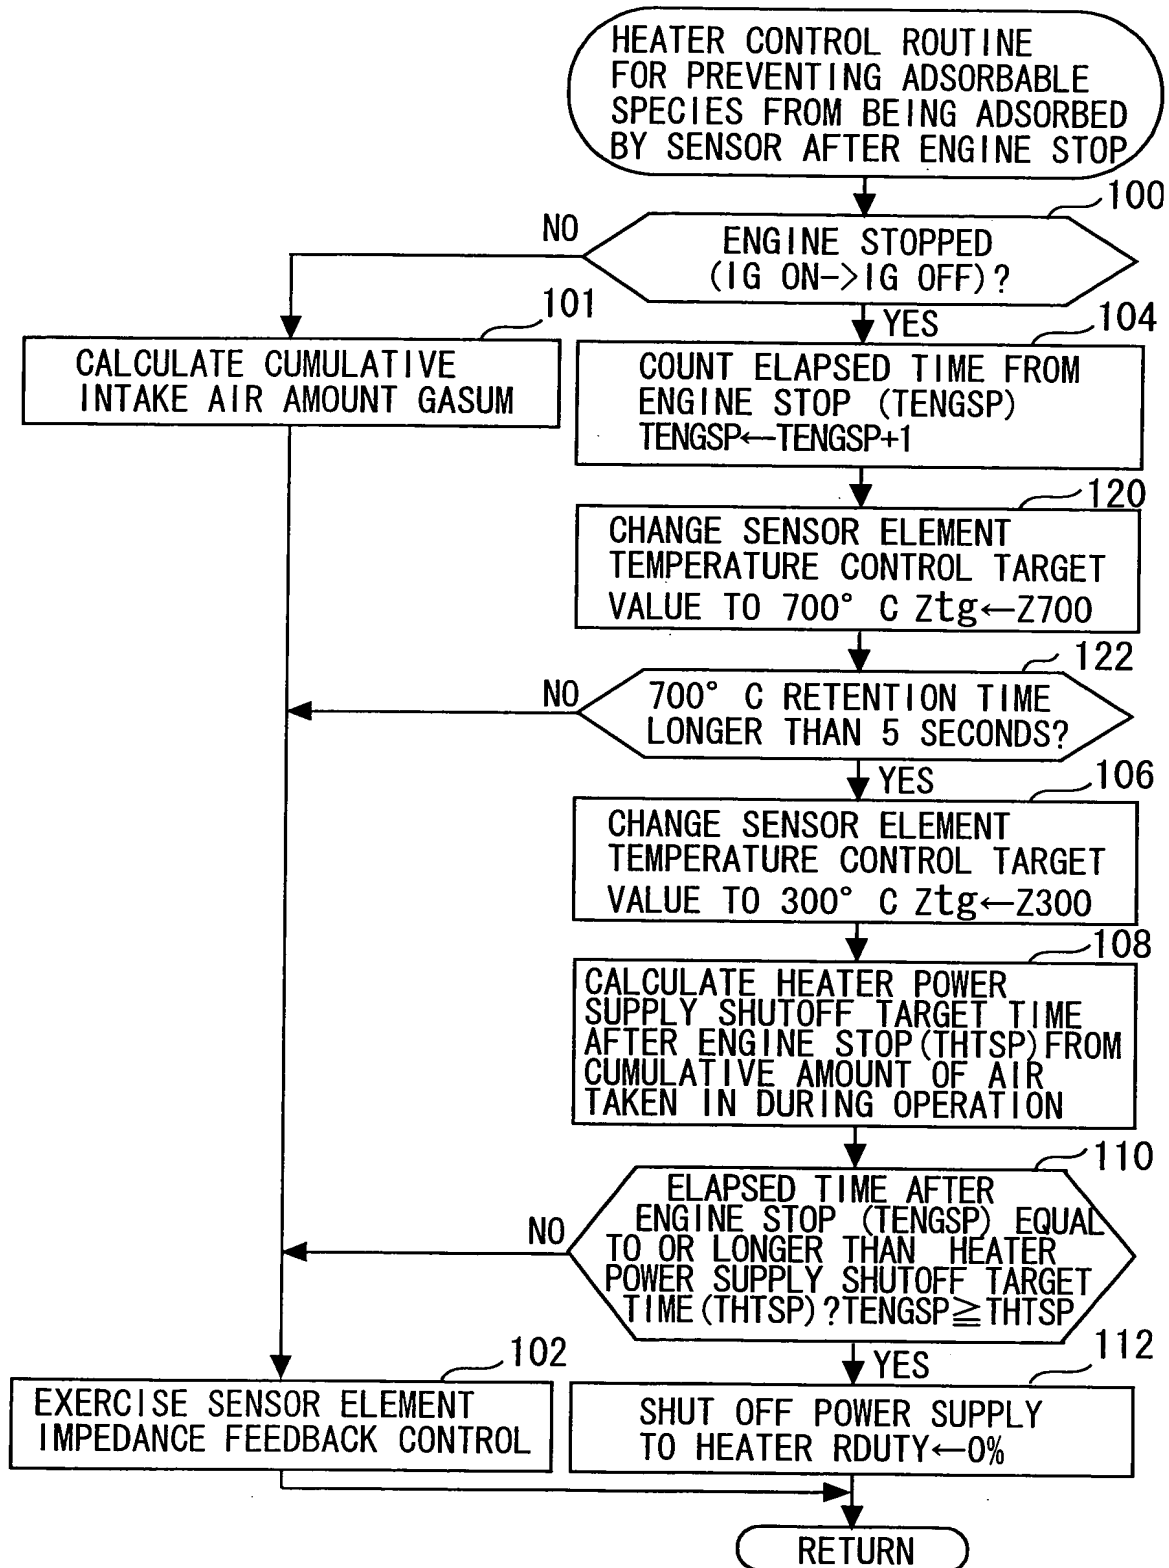 HEATER CONTROL ROUTINE
FOR PREVENTING ADSORBABLE
SPECIES FROM BEING ADSORBED
BY SENSOR AFTER ENGINE STOP
100
NO
ENGINE STOPPED
(IG ON->IG OFF)?
YES
101
CALCULATE CUMULATIVE
INTAKE AIR AMOUNT GASUM
104
COUNT ELAPSED TIME FROM
ENGINE STOP (TENGSP)
TENGSP←TENGSP+1
120
CHANGE SENSOR ELEMENT
TEMPERATURE CONTROL TARGET
VALUE TO 700° C Ztg←Z700
122
NO
700° C RETENTION TIME
LONGER THAN 5 SECONDS?
YES
106
CHANGE SENSOR ELEMENT
TEMPERATURE CONTROL TARGET
VALUE TO 300° C Ztg←Z300
108
CALCULATE HEATER POWER
SUPPLY SHUTOFF TARGET TIME
AFTER ENGINE STOP(THTSP)FROM
CUMULATIVE AMOUNT OF AIR
TAKEN IN DURING OPERATION
110
NO
ELAPSED TIME AFTER
ENGINE STOP (TENGSP) EQUAL
TO OR LONGER THAN HEATER
POWER SUPPLY SHUTOFF TARGET
TIME(THTSP)?TENGSP≧THTSP
YES
102
EXERCISE SENSOR ELEMENT
IMPEDANCE FEEDBACK CONTROL
112
SHUT OFF POWER SUPPLY
TO HEATER RDUTY←0%
RETURN